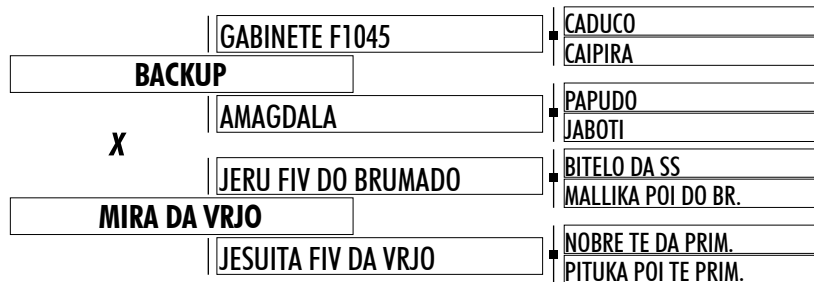 GABINETE F1045
CADUCO
CAIPIRA
BACKUP
AMAGDALA
PAPUDO
JABOTI
X
JERU FIV DO BRUMADO
BITELO DA SS
MALLIKA POI DO BR.
MIRA DA VRJO
JESUITA FIV DA VRJO
NOBRE TE DA PRIM.
PITUKA POI TE PRIM.